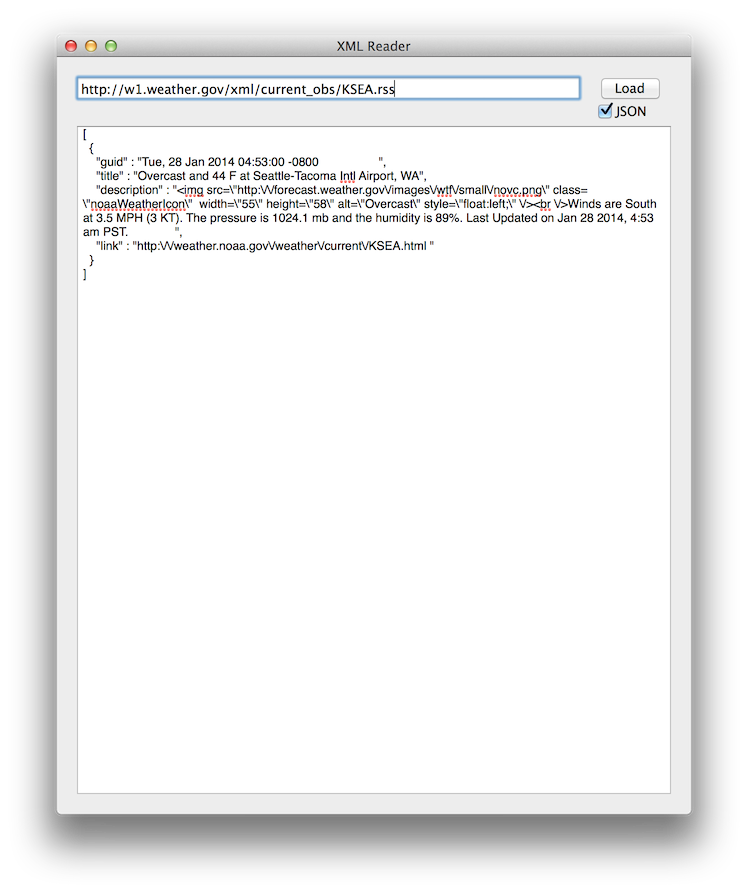 XML Reader
http://w1.weather.gov/xml/current_obs/KSEA.rss
Load
JSON
[
{
"guid" : "Tue, 28 Jan 2014 04:53:00 -0800 ",
"title" : "Overcast and 44 F at Seattle-Tacoma Intl Airport, WA",
"description" : "<img src=\"http:\/\/forecast.weather.gov\/images\/wtf\/small\/novc.png\" class=
\"noaaWeatherIcon\" width=\"55\" height=\"58\" alt=\"Overcast\" style=\"float:left;\" \/><br \/>Winds are South
at 3.5 MPH (3 KT). The pressure is 1024.1 mb and the humidity is 89%. Last Updated on Jan 28 2014, 4:53
am PST. ",
"link" : "http:\/\/weather.noaa.gov\/weather\/current\/KSEA.html "
}
]